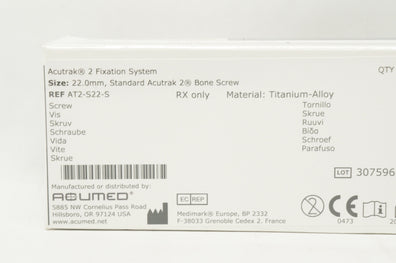 Acutrak® 2 Fixation System
QTY
Size: 22.0mm, Standard Acutrak 2® Bone Screw
REF AT2-S22-S RX only Material: Titanium-Alloy
Screw Tornillo
Vis Skrue
Skruv Ruuvi
Schraube Βίδα
Vida Schroef
Vite Parafuso
Skrue
LOT 307596
Manufactured or distributed by:
ACUMED®
EC REP
5885 NW Cornelius Pass Road
Hillsboro, OR 97124 USA
www.acumed.net
Medimark® Europe, BP 2332
F-38033 Grenoble Cedex 2. France
CE
0473
i
2